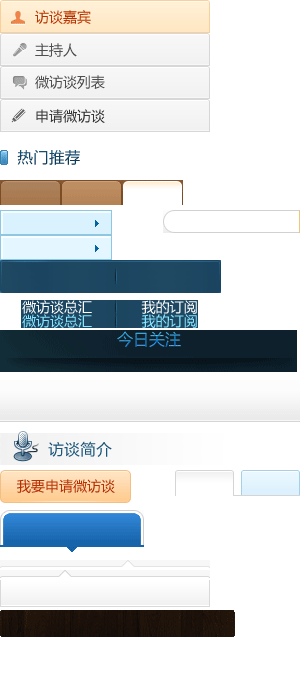 访谈嘉宾
主持人
微访谈列表
申请微访谈
热门推荐
微访谈总汇 我的订阅
微访谈总汇 我的订阅
今日关注
访谈简介
我要申请微访谈